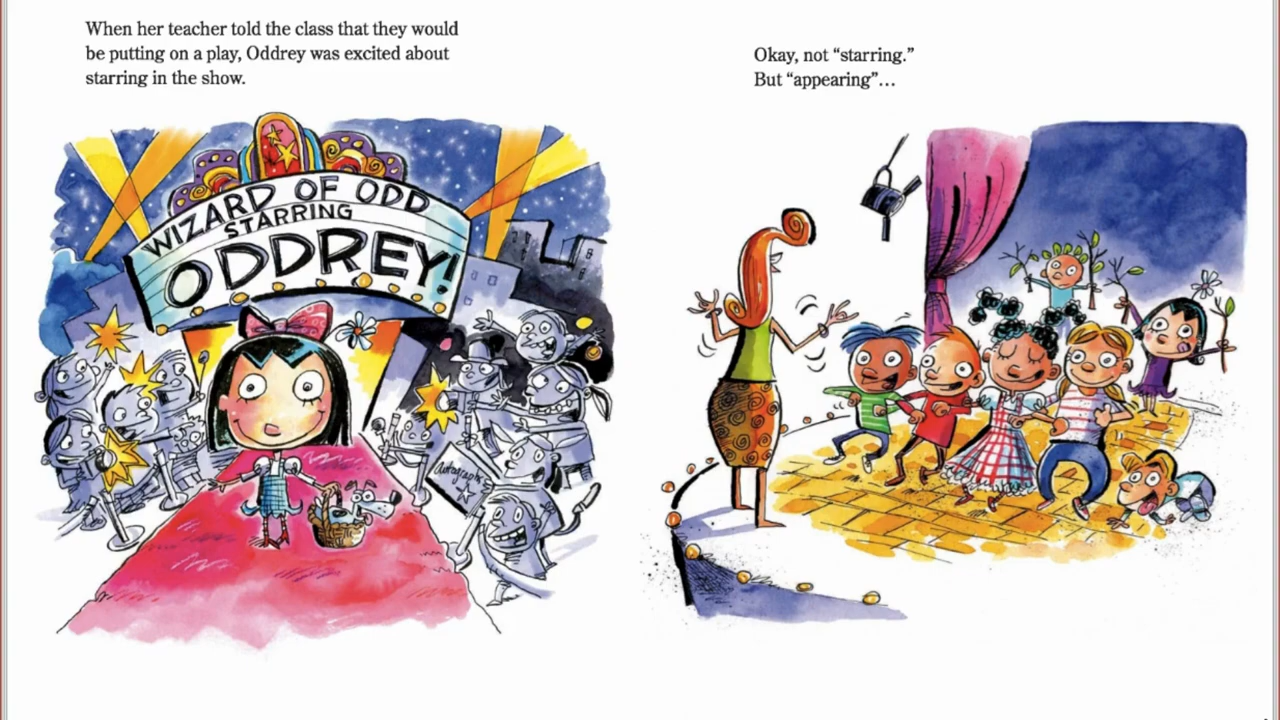 When her teacher told the class that they would
be putting on a play, Oddrey was excited about
starring in the show.
Okay, not “starring.”
But “appearing”…
WIZARD OF ODD
STARRING
ODDREY!
Autographs